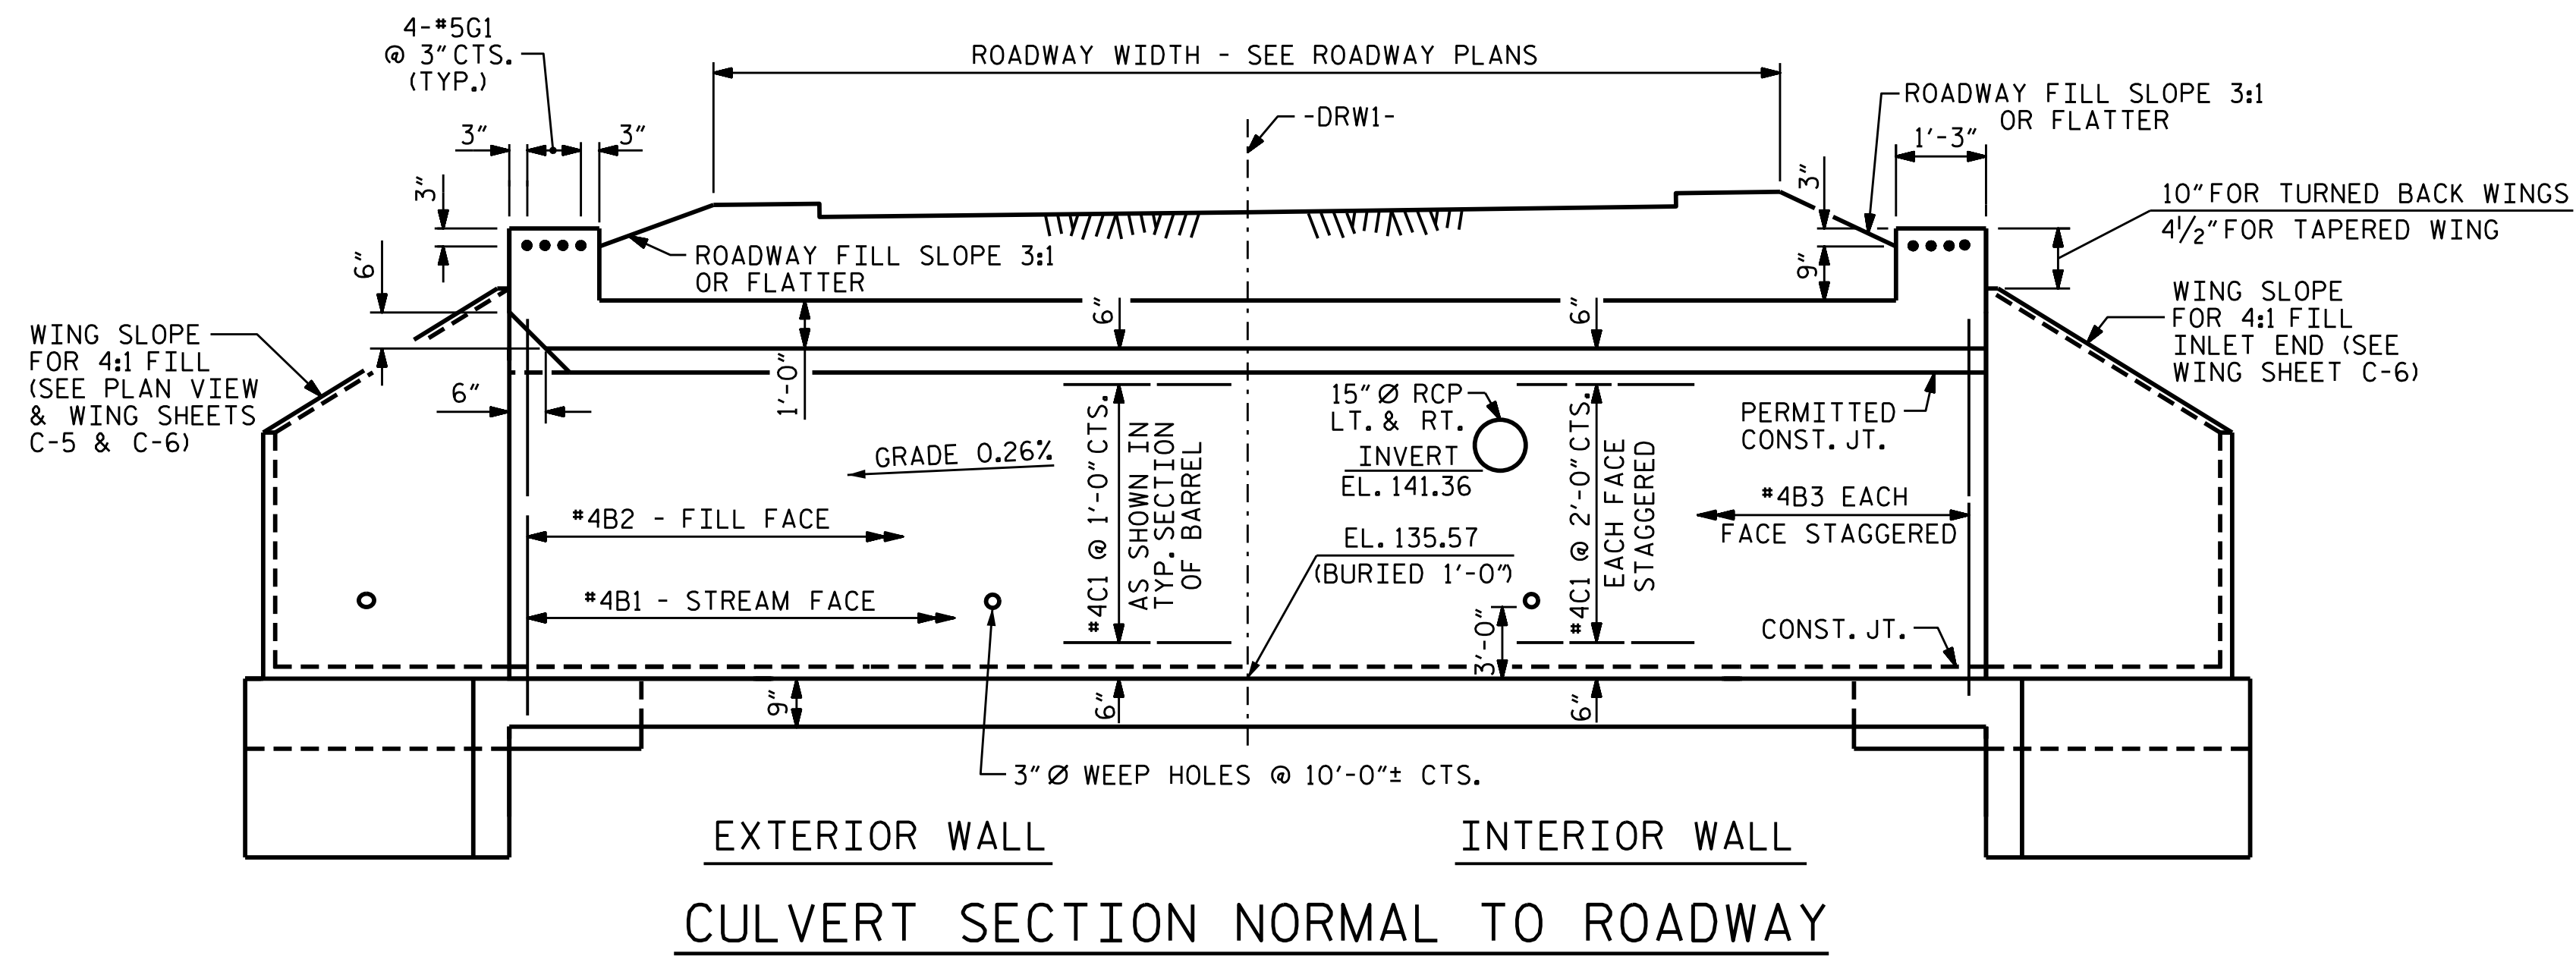 4-#5G1
@ 3" CTS.
(TYP.)
ROADWAY WIDTH - SEE ROADWAY PLANS
ROADWAY FILL SLOPE 3:1
OR FLATTER
-DRW1-
3"
3"
1'-3"
3"
3"
10" FOR TURNED BACK WINGS
4½" FOR TAPERED WING
ROADWAY FILL SLOPE 3:1
OR FLATTER
6"
9"
WING SLOPE
FOR 4:1 FILL
INLET END (SEE
WING SHEET C-6)
6"
6"
WING SLOPE
FOR 4:1 FILL
(SEE PLAN VIEW
& WING SHEETS
C-5 & C-6)
6"
1'-0"
15" Ø RCP
LT. & RT.
INVERT
EL. 141.36
PERMITTED
CONST. JT.
GRADE 0.26%
#4C1 @ 1'-0" CTS.
AS SHOWN IN
TYP. SECTION
OF BARREL
#4C1 @ 2'-0" CTS.
EACH FACE
STAGGERED
#4B3 EACH
FACE STAGGERED
#4B2 - FILL FACE
EL. 135.57
(BURIED 1'-0")
#4B1 - STREAM FACE
3'-0"
CONST. JT.
9"
6"
6"
3" Ø WEEP HOLES @ 10'-0"± CTS.
EXTERIOR WALL
INTERIOR WALL
CULVERT SECTION NORMAL TO ROADWAY